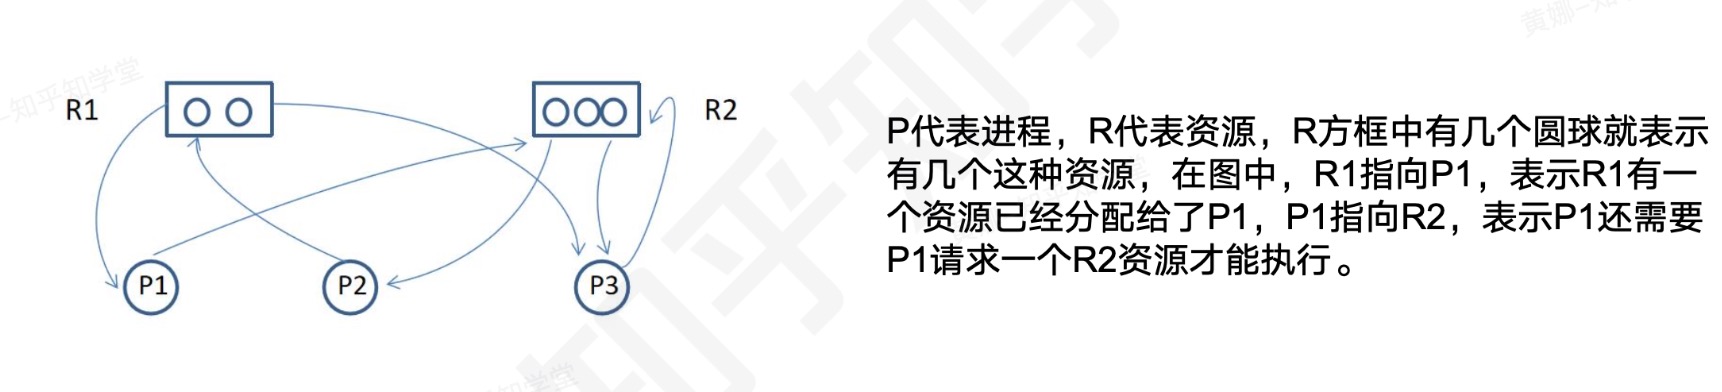 R1
R2
P1
P2
P3
P代表进程，R代表资源，R方框中有几个圆球就表示
有几个这种资源，在图中，R1指向P1，表示R1有一
个资源已经分配给了P1，P1指向R2，表示P1还需要
P1请求一个R2资源才能执行。
知乎知学堂
知乎知
知学堂
黄娜-知